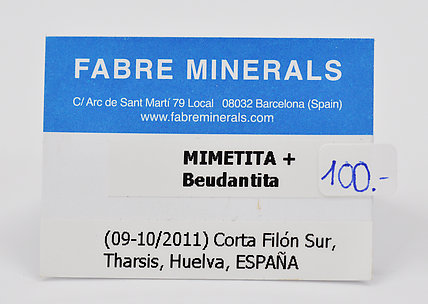 FABRE MINERALS
C/ Arc de Sant Martí 79 Local 08032 Barcelona (Spain)
www.fabreminerals.com
MIMETITA +
Beudantita
100.-
(09-10/2011) Corta Filón Sur,
Tharsis, Huelva, ESPAÑA